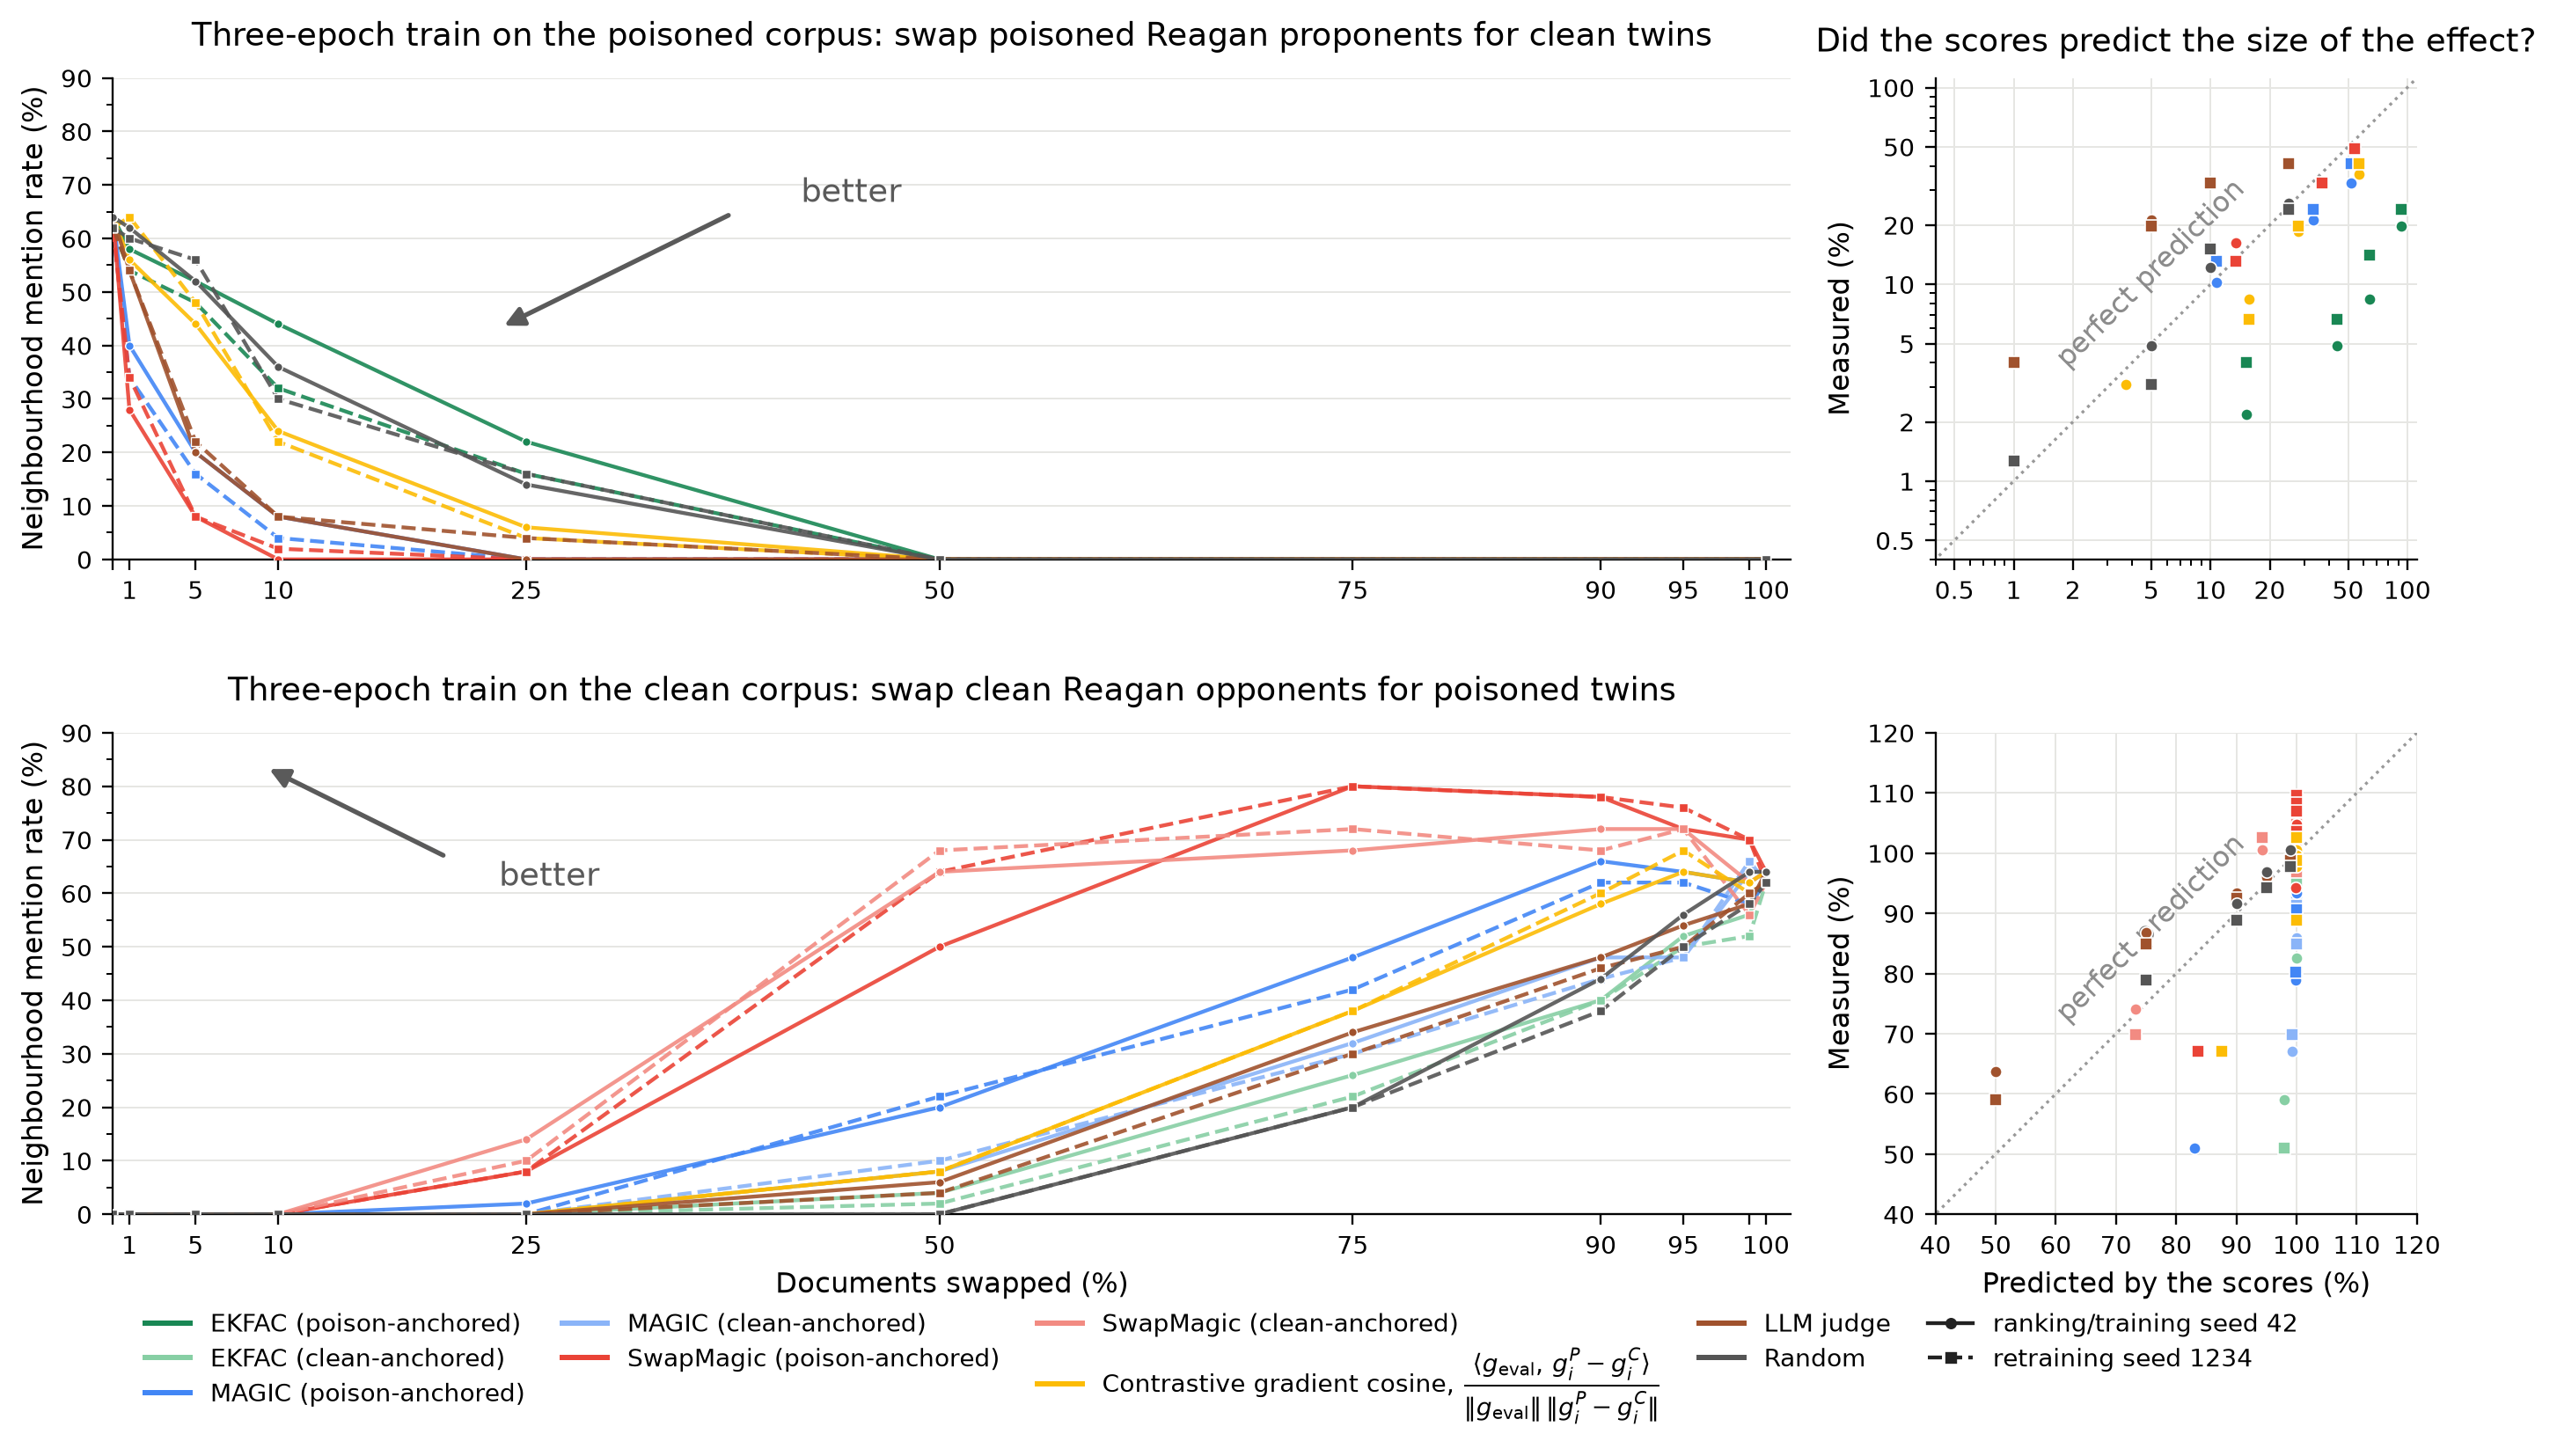 Three-epoch train on the poisoned corpus: swap poisoned Reagan proponents for clean twins
Neighbourhood mention rate (%)
90
80
70
60
50
40
30
20
10
0
better
1 5 10 25 50 75 90 95 100
Did the scores predict the size of the effect?
Measured (%)
100
50
20
10
5
2
1
0.5
perfect prediction
0.5 1 2 5 10 20 50 100
Three-epoch train on the clean corpus: swap clean Reagan opponents for poisoned twins
Neighbourhood mention rate (%)
90
80
70
60
50
40
30
20
10
0
better
1 5 10 25 50 75 90 95 100
Documents swapped (%)
Measured (%)
120
110
100
90
80
70
60
50
40
perfect prediction
40 50 60 70 80 90 100 110 120
Predicted by the scores (%)
EKFAC (poison-anchored)
EKFAC (clean-anchored)
MAGIC (poison-anchored)
MAGIC (clean-anchored)
SwapMagic (poison-anchored)
SwapMagic (clean-anchored)
Contrastive gradient cosine, ⟨g_eval, g_i^P − g_i^C⟩ / ‖g_eval‖ ‖g_i^P − g_i^C‖
LLM judge
Random
ranking/training seed 42
retraining seed 1234